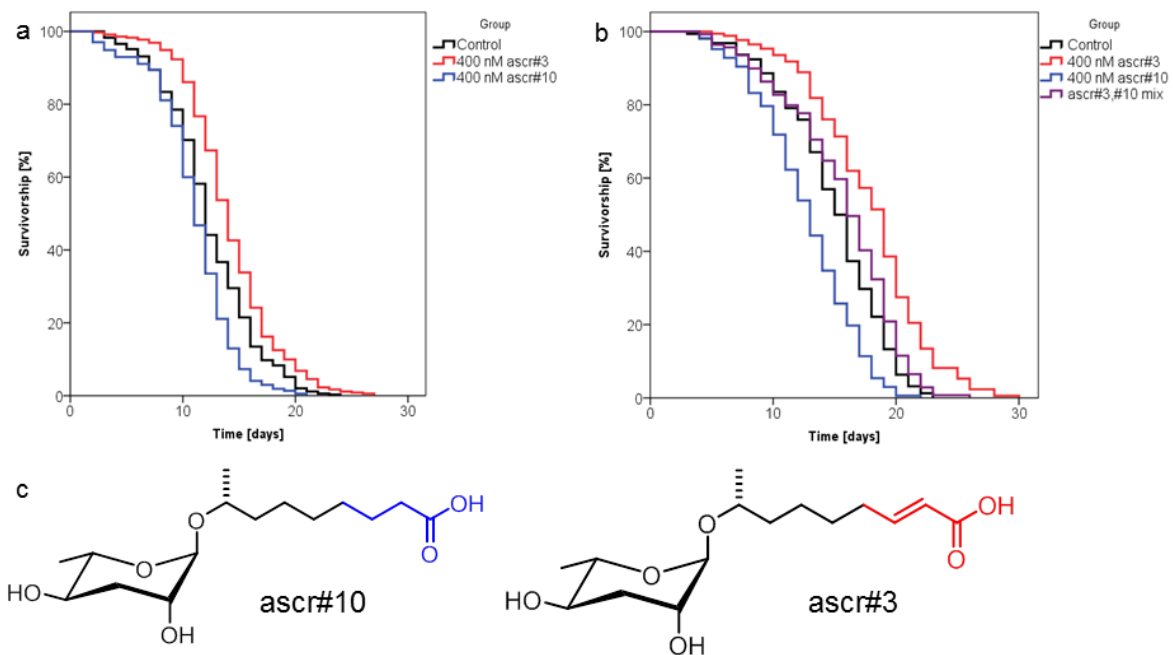 a
Group
Control
400 nM ascr#3
400 nM ascr#10
100
80
60
40
20
0
Survivorship [%]
0 10 20 30
Time [days]
b
Group
Control
400 nM ascr#3
400 nM ascr#10
ascr#3,#10 mix
100
80
60
40
20
0
Survivorship [%]
0 10 20 30
Time [days]
c
OH
O
O
O
HO
OH
ascr#10
OH
O
O
O
HO
OH
ascr#3